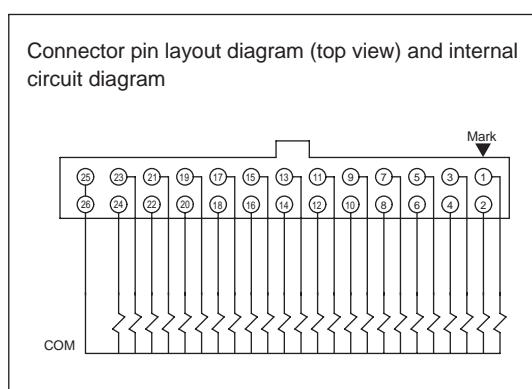 Connector pin layout diagram (top view) and internal
circuit diagram
Mark
25 23 21 19 17 15 13 11 9 7 5 3 1
26 24 22 20 18 16 14 12 10 8 6 4 2
COM